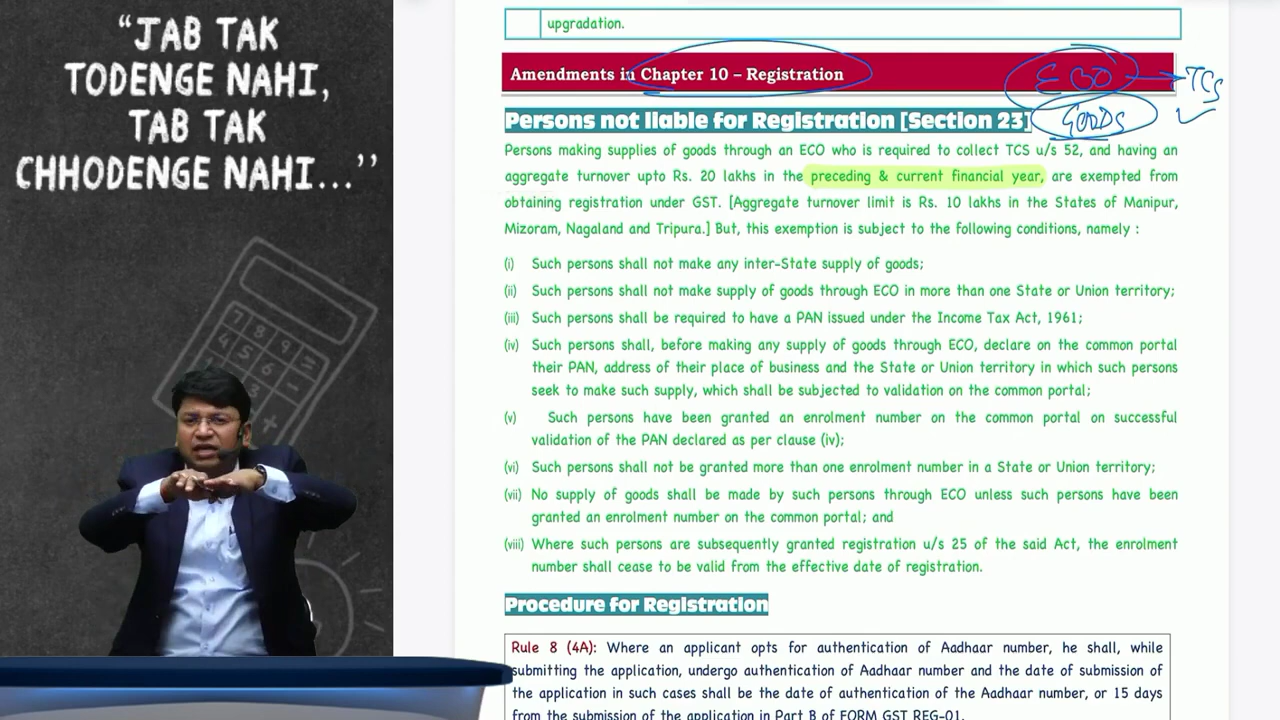 “JAB TAK
TODENGE NAHI,
TAB TAK
CHHODENGE NAHI...’’
upgradation.
Amendments in Chapter 10 – Registration
ECO → TCS
GOODS
Persons not liable for Registration [Section 23]
Persons making supplies of goods through an ECO who is required to collect TCS u/s 52, and having an
aggregate turnover upto Rs. 20 lakhs in the preceding & current financial year, are exempted from
obtaining registration under GST. [Aggregate turnover limit is Rs. 10 lakhs in the States of Manipur,
Mizoram, Nagaland and Tripura.] But, this exemption is subject to the following conditions, namely :
(i) Such persons shall not make any inter-State supply of goods;
(ii) Such persons shall not make supply of goods through ECO in more than one State or Union territory;
(iii) Such persons shall be required to have a PAN issued under the Income Tax Act, 1961;
(iv) Such persons shall, before making any supply of goods through ECO, declare on the common portal
their PAN, address of their place of business and the State or Union territory in which such persons
seek to make such supply, which shall be subjected to validation on the common portal;
(v) Such persons have been granted an enrolment number on the common portal on successful
validation of the PAN declared as per clause (iv);
(vi) Such persons shall not be granted more than one enrolment number in a State or Union territory;
(vii) No supply of goods shall be made by such persons through ECO unless such persons have been
granted an enrolment number on the common portal; and
(viii) Where such persons are subsequently granted registration u/s 25 of the said Act, the enrolment
number shall cease to be valid from the effective date of registration.
Procedure for Registration
Rule 8 (4A): Where an applicant opts for authentication of Aadhaar number, he shall, while
submitting the application, undergo authentication of Aadhaar number and the date of submission of
the application in such cases shall be the date of authentication of the Aadhaar number, or 15 days
from the submission of the application in Part B of FORM GST REG-01.